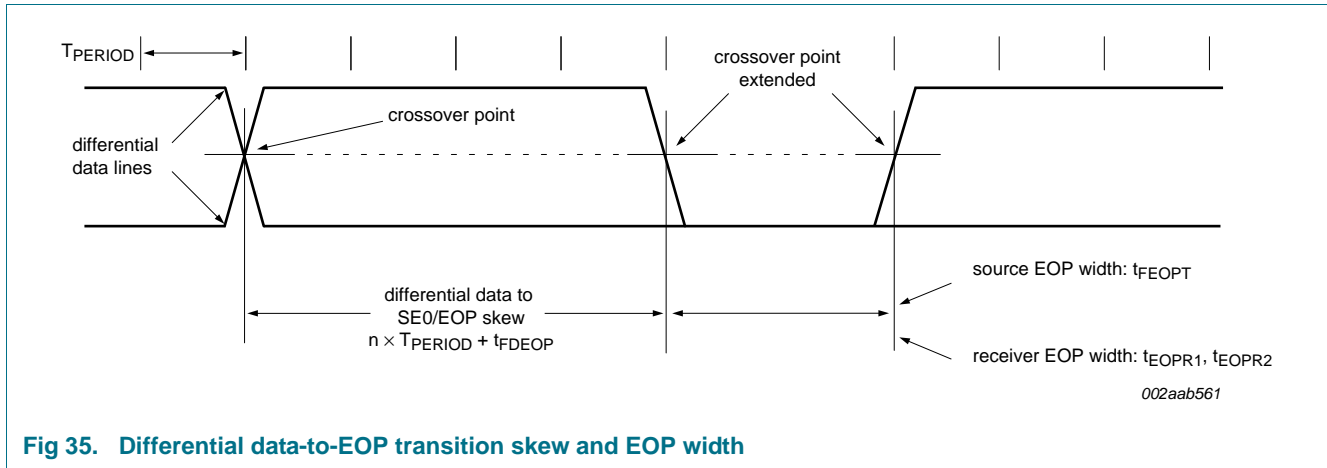 TPERIOD
crossover point
extended
crossover point
differential
data lines
differential data to
SE0/EOP skew
n × TPERIOD + tFDEOP
source EOP width: tFEOPT
receiver EOP width: tEOPR1, tEOPR2
002aab561
Fig 35. Differential data-to-EOP transition skew and EOP width